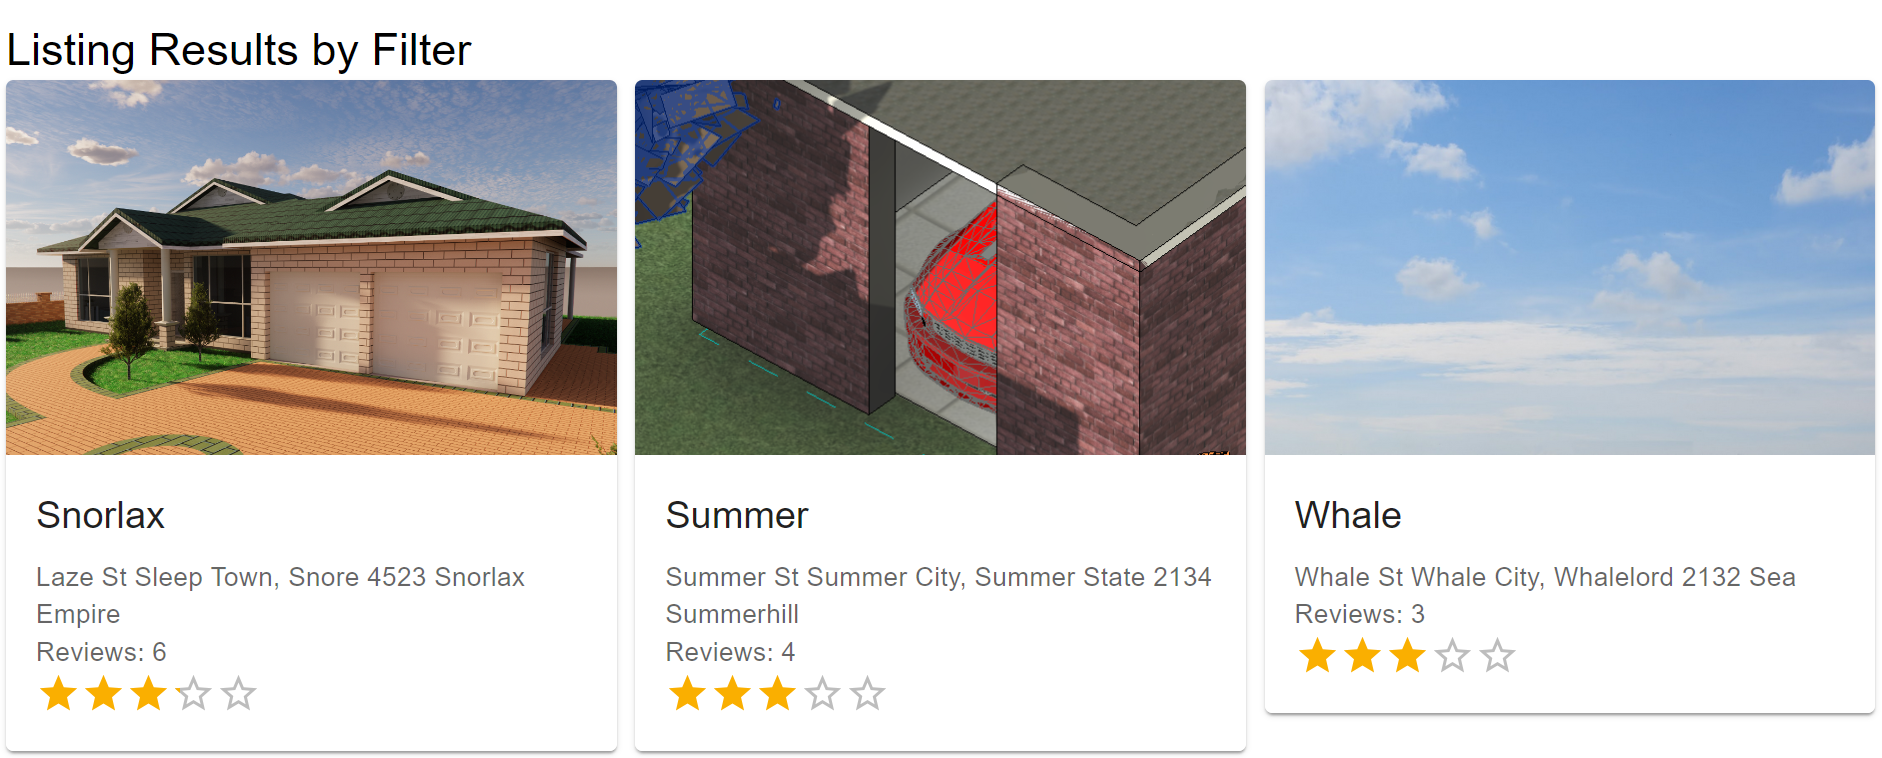 Listing Results by Filter
Snorlax
Laze St Sleep Town, Snore 4523 Snorlax
Empire
Reviews: 6
Summer
Summer St Summer City, Summer State 2134
Summerhill
Reviews: 4
Whale
Whale St Whale City, Whalelord 2132 Sea
Reviews: 3